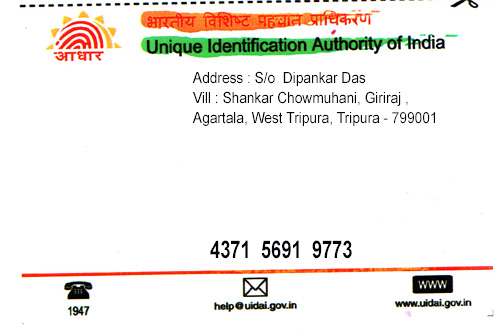 भारतीय विशिष्ट पहचान प्राधिकरण
आधार
Unique Identification Authority of India
Address : S/o Dipankar Das
Vill : Shankar Chowmuhani, Giriraj ,
Agartala, West Tripura, Tripura - 799001
4371 5691 9773
1947
help@uidai.gov.in
WWW
www.uidai.gov.in